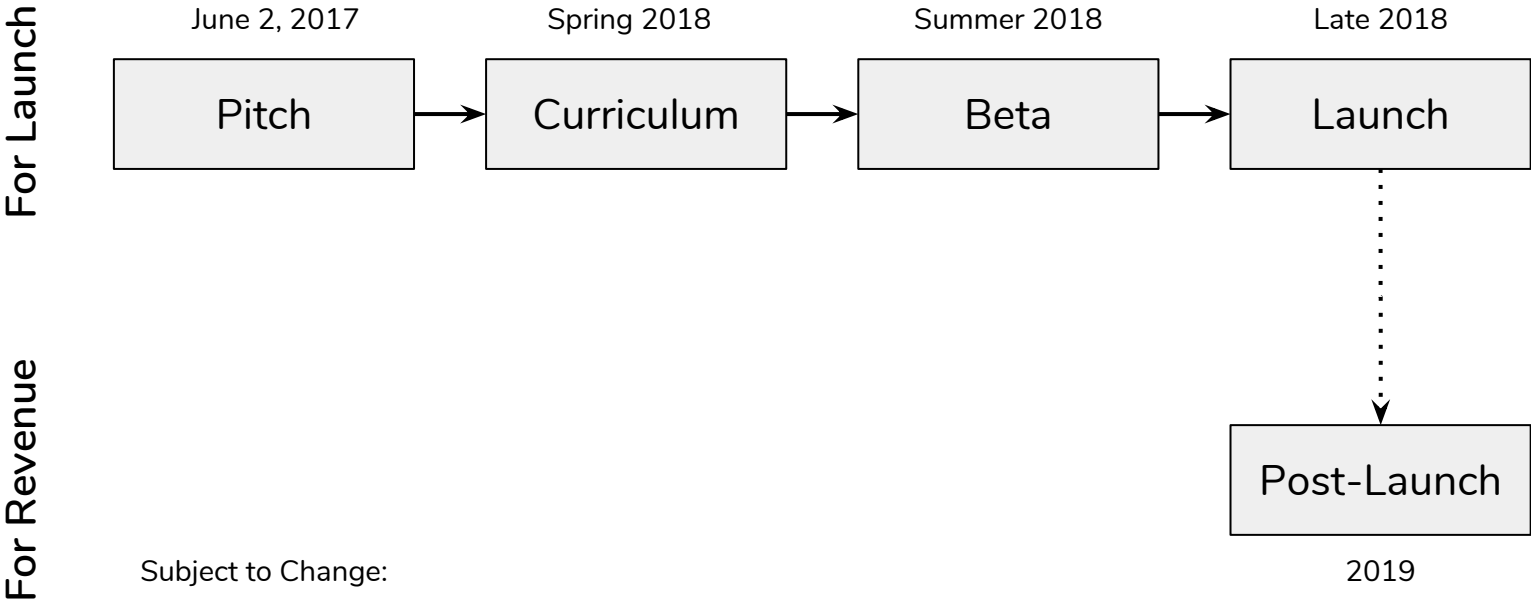 For Launch
June 2, 2017
Spring 2018
Summer 2018
Late 2018
Pitch
Curriculum
Beta
Launch
For Revenue
Post-Launch
Subject to Change:
2019